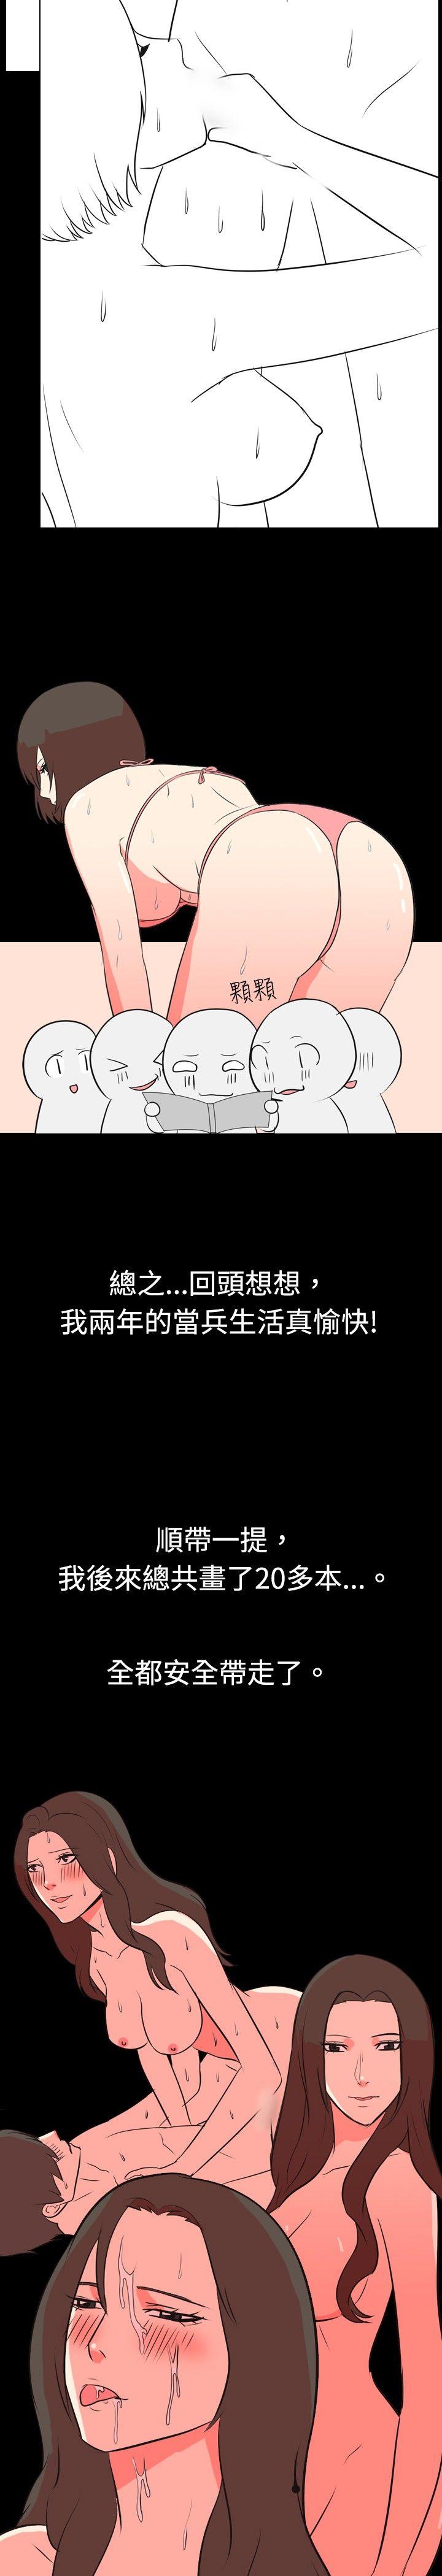 顆顆
總之...回頭想想，
我兩年的當兵生活真愉快!
順帶一提，
我後來總共畫了20多本...。
全都安全帶走了。